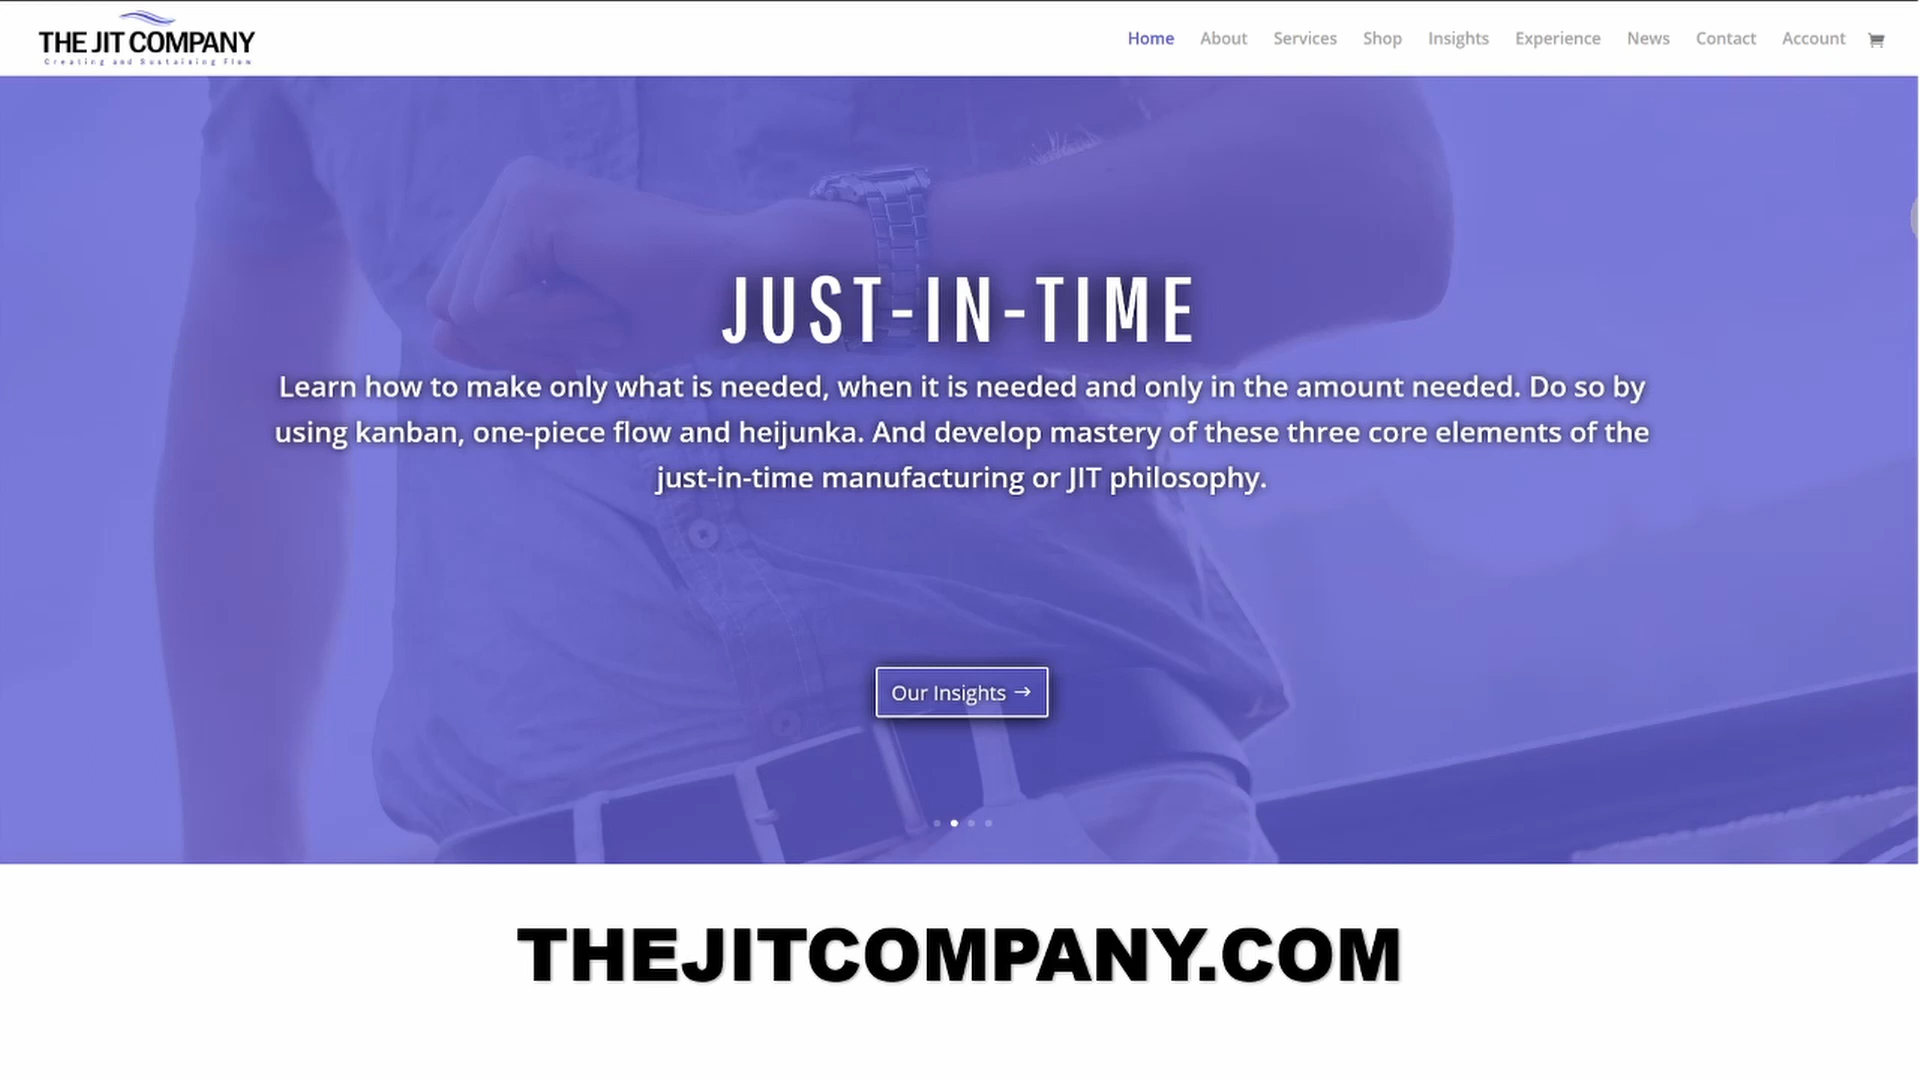 THE JIT COMPANY
Creating and Sustaining Flow
Home About Services Shop Insights Experience News Contact Account
JUST-IN-TIME
Learn how to make only what is needed, when it is needed and only in the amount needed. Do so by
using kanban, one-piece flow and heijunka. And develop mastery of these three core elements of the
just-in-time manufacturing or JIT philosophy.
Our Insights →
THEJITCOMPANY.COM